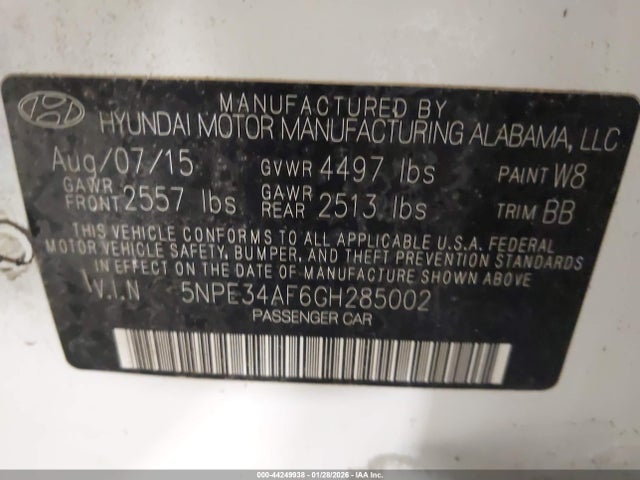 MANUFACTURED BY
HYUNDAI MOTOR MANUFACTURING ALABAMA, LLC
Aug/07/15 GVWR 4497 lbs PAINT W8
GAWR FRONT 2557 lbs GAWR REAR 2513 lbs TRIM BB
THIS VEHICLE CONFORMS TO ALL APPLICABLE U.S.A. FEDERAL
MOTOR VEHICLE SAFETY, BUMPER, AND THEFT PREVENTION STANDARDS
IN EFFECT ON THE DATE OF MANUFACTURE SHOWN ABOVE
V.I.N 5NPE34AF6GH285002
PASSENGER CAR
000-44249938 - 01/28/2026 - IAA Inc.